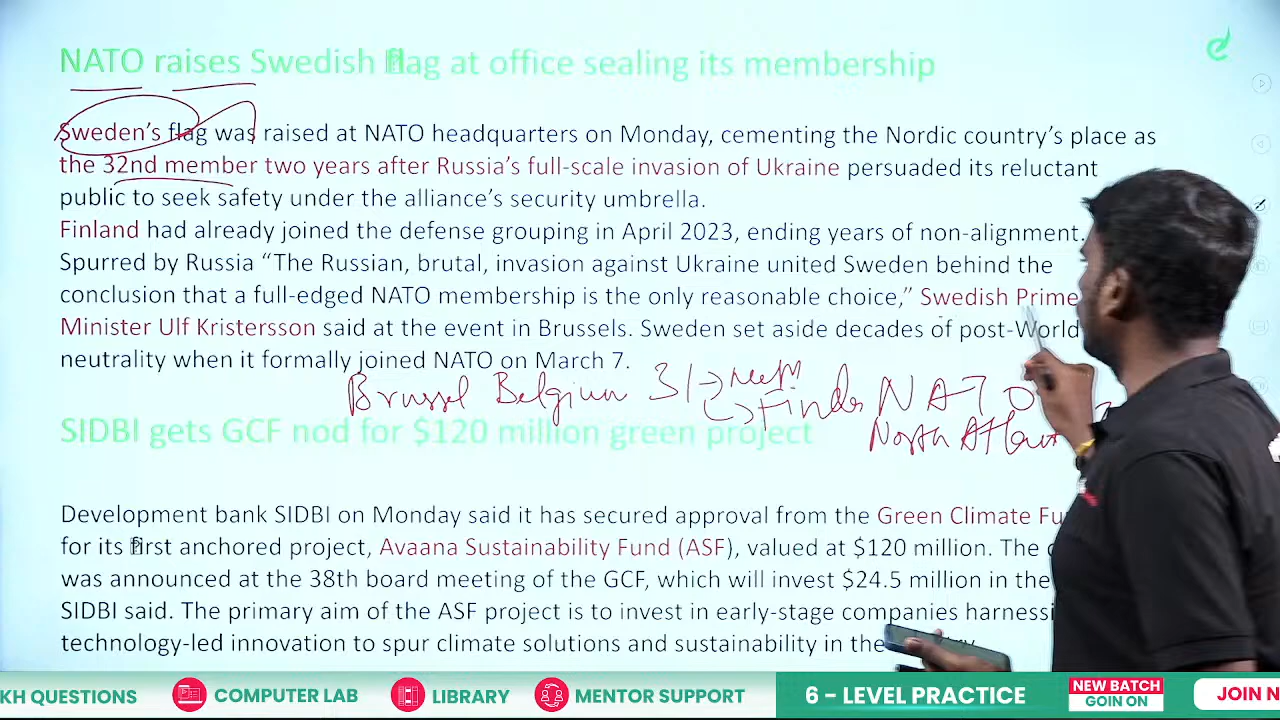 NATO raises Swedish flag at office sealing its membership
Sweden's flag was raised at NATO headquarters on Monday, cementing the Nordic country's place as
the 32nd member two years after Russia's full-scale invasion of Ukraine persuaded its reluctant
public to seek safety under the alliance's security umbrella.
Finland had already joined the defense grouping in April 2023, ending years of non-alignment.
Spurred by Russia “The Russian, brutal, invasion against Ukraine united Sweden behind the
conclusion that a full-edged NATO membership is the only reasonable choice,” Swedish Prime
Minister Ulf Kristersson said at the event in Brussels. Sweden set aside decades of post-World
neutrality when it formally joined NATO on March 7.
Brussel Belgium 31 → NATO
North
SIDBI gets GCF nod for $120 million green project
Development bank SIDBI on Monday said it has secured approval from the Green Climate Fu
for its first anchored project, Avaana Sustainability Fund (ASF), valued at $120 million. The
was announced at the 38th board meeting of the GCF, which will invest $24.5 million in the
SIDBI said. The primary aim of the ASF project is to invest in early-stage companies harnessi
technology-led innovation to spur climate solutions and sustainability in the
KH QUESTIONS COMPUTER LAB LIBRARY MENTOR SUPPORT 6 – LEVEL PRACTICE NEW BATCH GOIN ON JOIN N